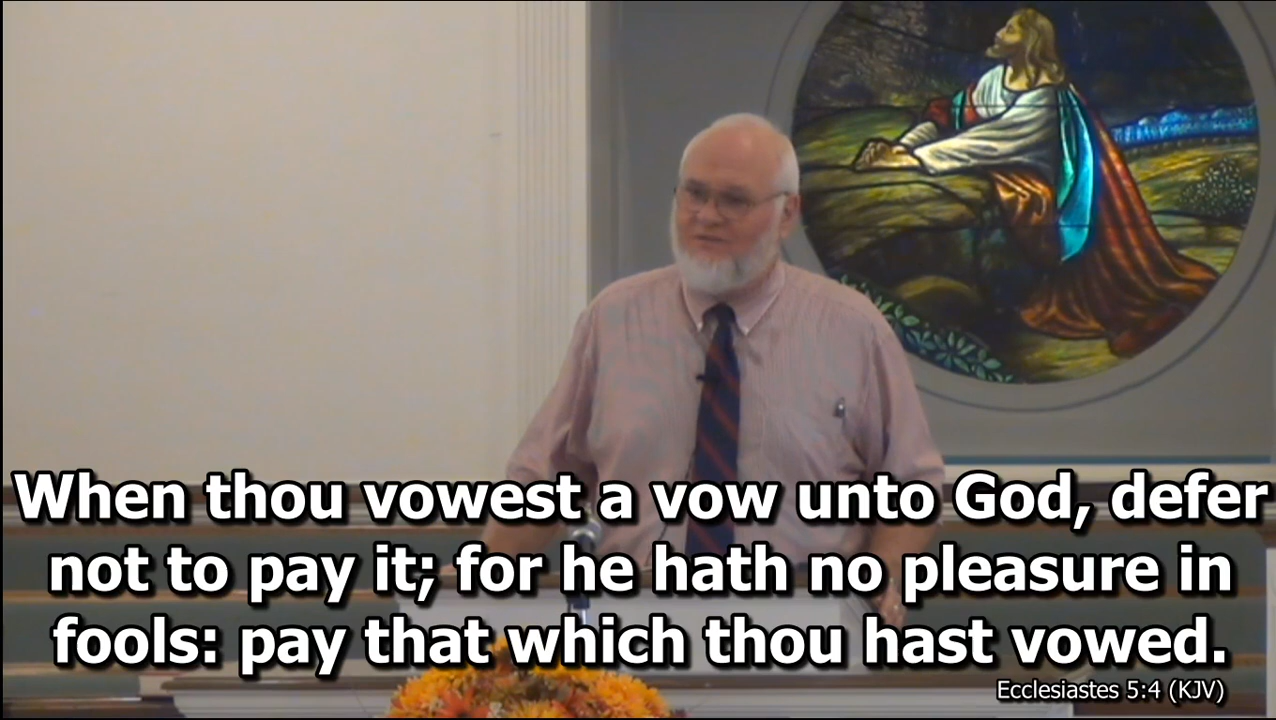 When thou vowest a vow unto God, defer
not to pay it; for he hath no pleasure in
fools: pay that which thou hast vowed.
Ecclesiastes 5:4 (KJV)